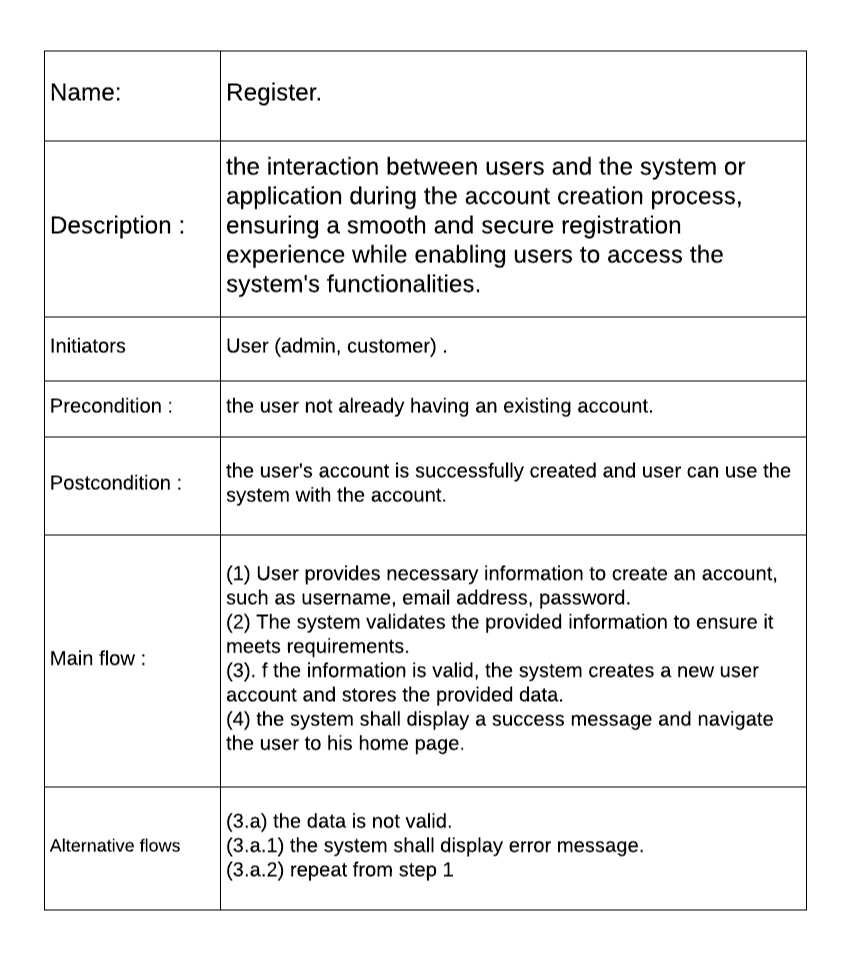 Name:
Register.
Description :
the interaction between users and the system or
application during the account creation process,
ensuring a smooth and secure registration
experience while enabling users to access the
system's functionalities.
Initiators
User (admin, customer) .
Precondition :
the user not already having an existing account.
Postcondition :
the user's account is successfully created and user can use the
system with the account.
Main flow :
(1) User provides necessary information to create an account,
such as username, email address, password.
(2) The system validates the provided information to ensure it
meets requirements.
(3). f the information is valid, the system creates a new user
account and stores the provided data.
(4) the system shall display a success message and navigate
the user to his home page.
Alternative flows
(3.a) the data is not valid.
(3.a.1) the system shall display error message.
(3.a.2) repeat from step 1